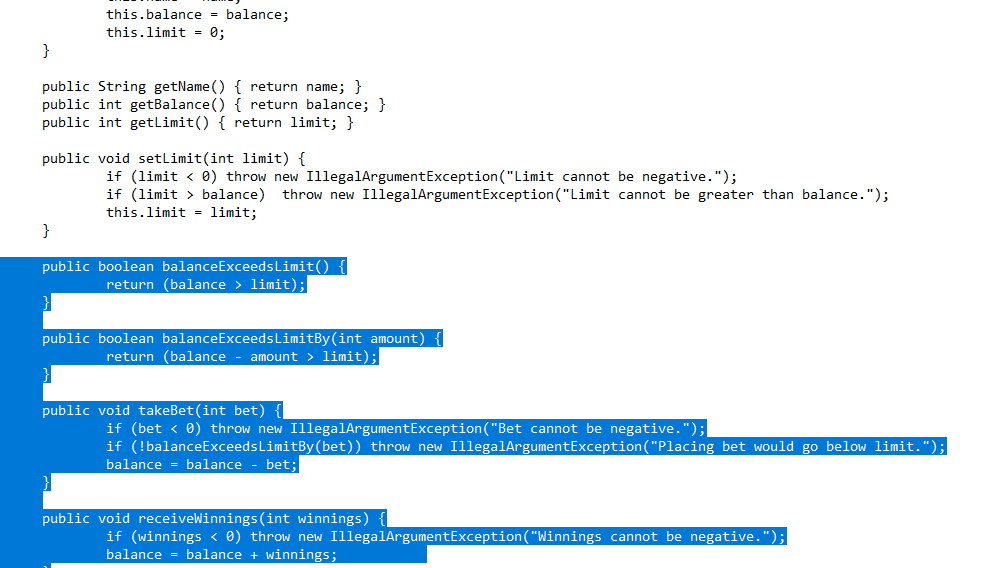 this.balance = balance;
this.limit = 0;
}
public String getName() { return name; }
public int getBalance() { return balance; }
public int getLimit() { return limit; }
public void setLimit(int limit) {
if (limit < 0) throw new IllegalArgumentException("Limit cannot be negative.");
if (limit > balance)  throw new IllegalArgumentException("Limit cannot be greater than balance.");
this.limit = limit;
}
public boolean balanceExceedsLimit() {
return (balance > limit);
}
public boolean balanceExceedsLimitBy(int amount) {
return (balance - amount > limit);
}
public void takeBet(int bet) {
if (bet < 0) throw new IllegalArgumentException("Bet cannot be negative.");
if (!balanceExceedsLimitBy(bet)) throw new IllegalArgumentException("Placing bet would go below limit.");
balance = balance - bet;
}
public void receiveWinnings(int winnings) {
if (winnings < 0) throw new IllegalArgumentException("Winnings cannot be negative.");
balance = balance + winnings;